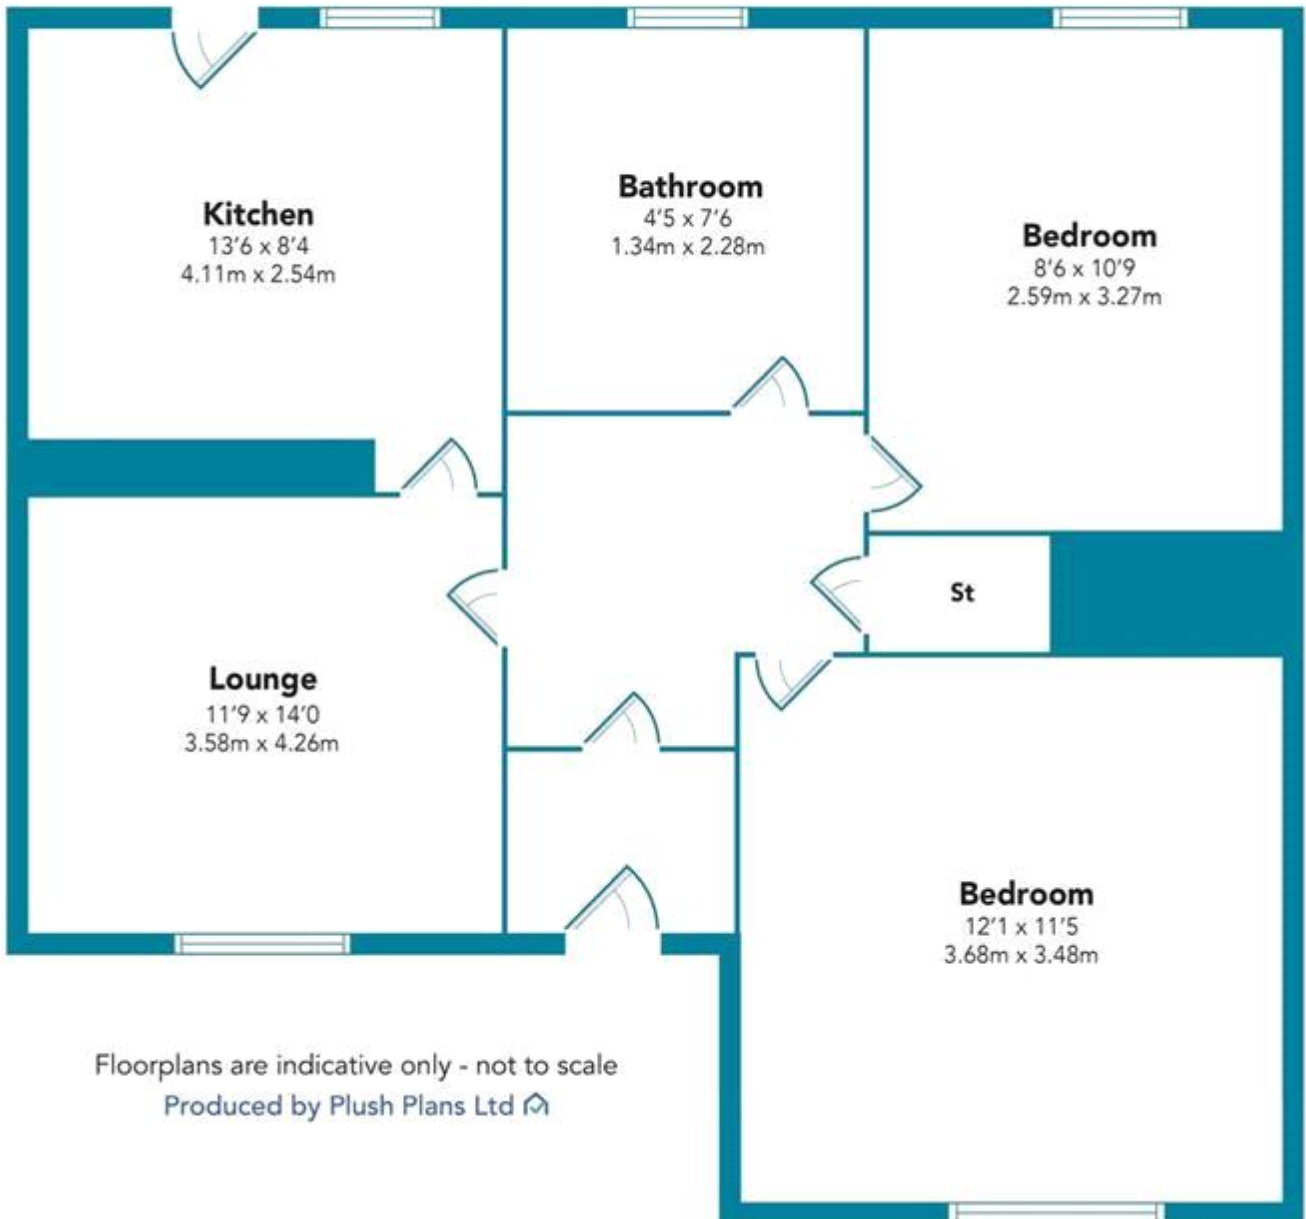 Kitchen
13'6 x 8'4
4.11m x 2.54m
Bathroom
4'5 x 7'6
1.34m x 2.28m
Bedroom
8'6 x 10'9
2.59m x 3.27m
St
Lounge
11'9 x 14'0
3.58m x 4.26m
Bedroom
12'1 x 11'5
3.68m x 3.48m
Floorplans are indicative only - not to scale
Produced by Plush Plans Ltd